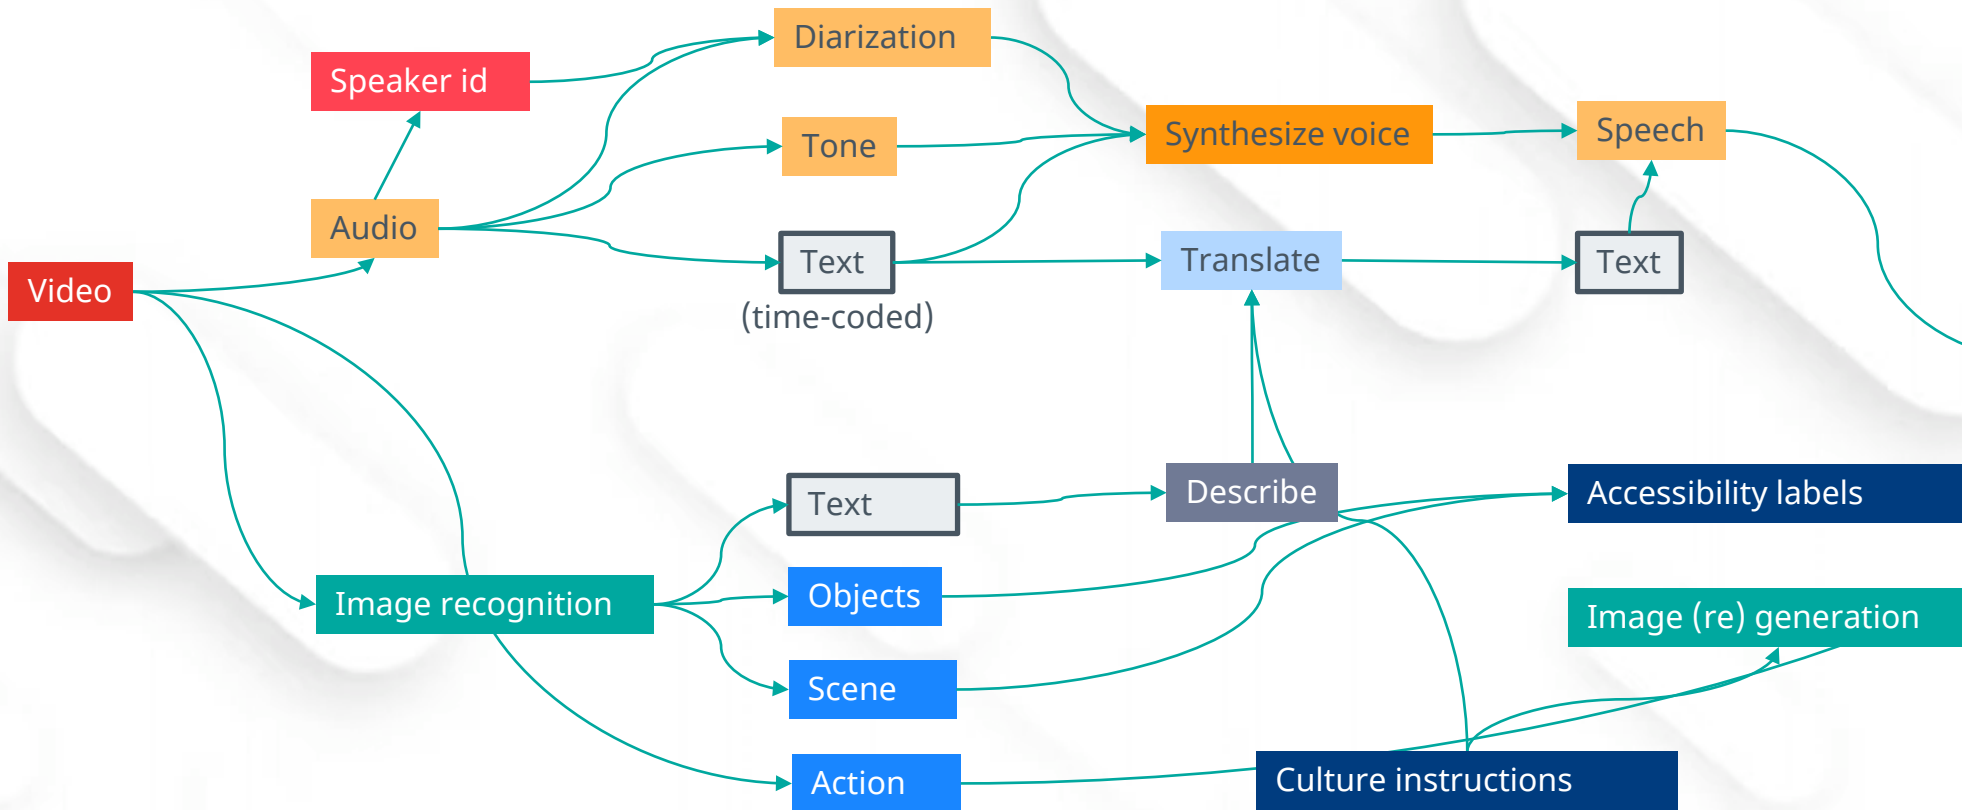 Diarization
Speaker id
Synthesize voice
Speech
Tone
Audio
Text
(time-coded)
Translate
Text
Video
Text
Describe
Accessibility labels
Objects
Image recognition
Image (re) generation
Scene
Action
Culture instructions